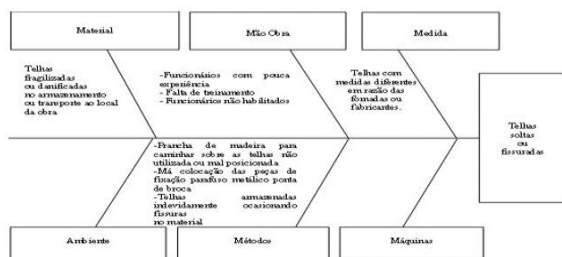 Material
Mão Obra
Medida
Telhas
fragilizadas
ou danificadas
no armazenamento
ou transporte ao local
da obra
-Funcionários com pouca
experiência
- Falta de treinamento
- Funcionários não habilitados
Telhas com
medidas diferentes
em razão das
fornadas ou
fabricantes.
Telhas
soltas
ou
fissuradas
-Prancha de madeira para
caminhar sobre as telhas não
utilizada ou mal posicionada
-Má colocação das peças de
fixação parafuso metálico ponta
de broca
-Telhas armazenadas
indevidamente ocasionando
fissuras
no material
Ambiente
Métodos
Máquinas